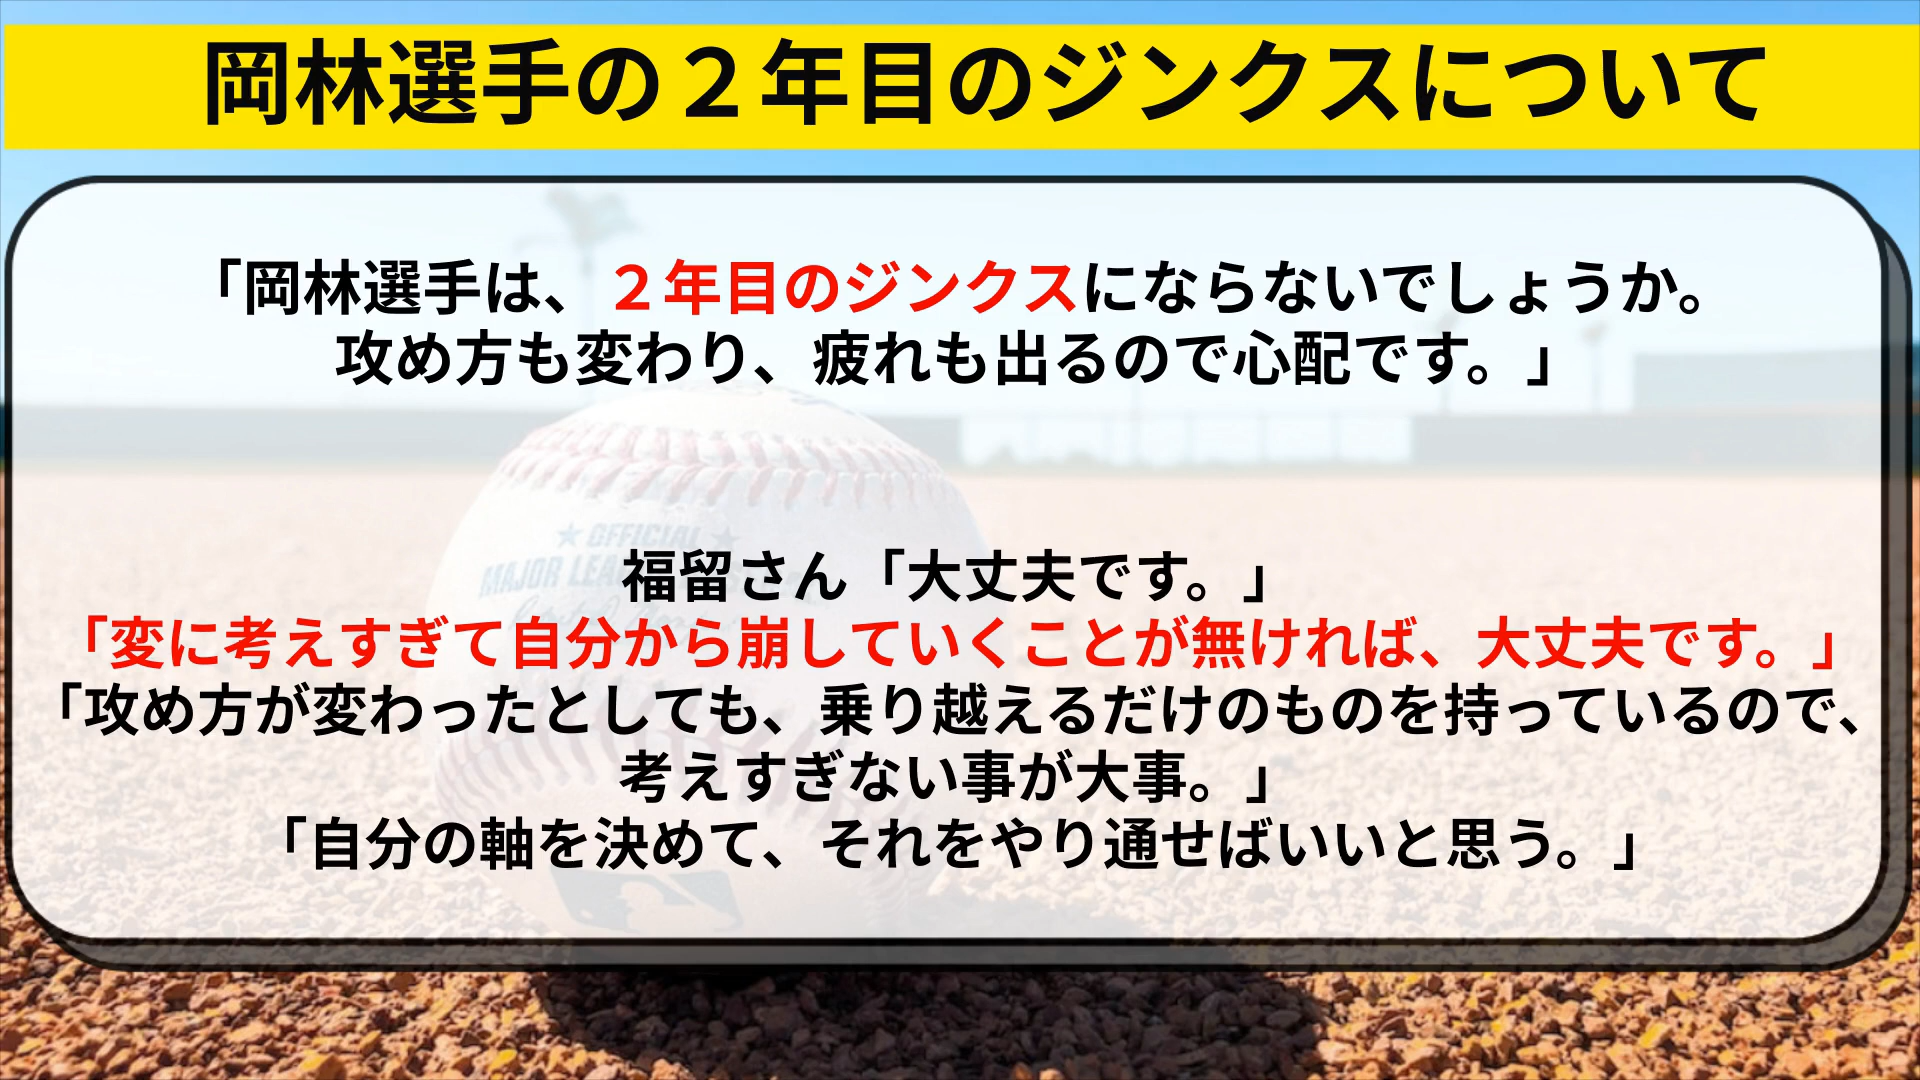 岡林選手の２年目のジンクスについて
「岡林選手は、２年目のジンクスにならないでしょうか。
攻め方も変わり、疲れも出るので心配です。」
OFFICIAL
MAJOR LEA
福留さん「大丈夫です。」
「変に考えすぎて自分から崩していくことが無ければ、大丈夫です。」
「攻め方が変わったとしても、乗り越えるだけのものを持っているので、
考えすぎない事が大事。」
「自分の軸を決めて、それをやり通せばいいと思う。」